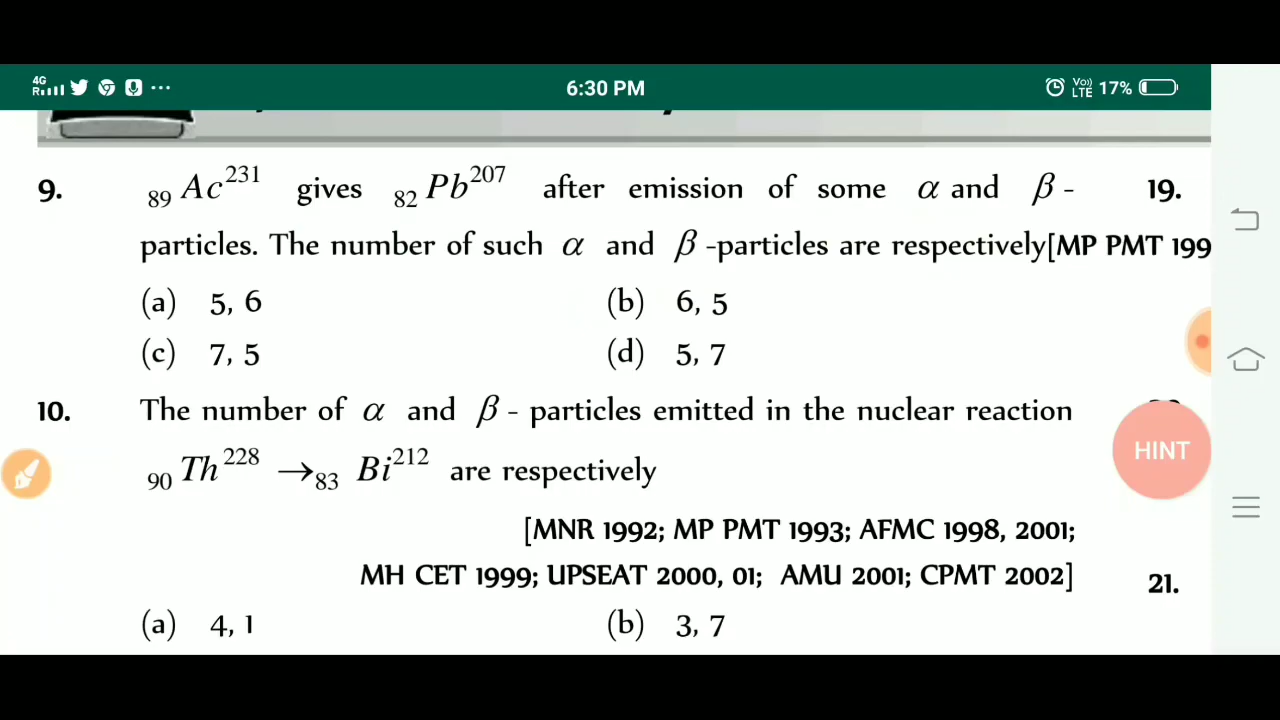 4G
R
6:30 PM
Vo)) LTE 17%
9. ₈₉Ac²³¹ gives ₈₂Pb²⁰⁷ after emission of some α and β - 19.
particles. The number of such α and β -particles are respectively[MP PMT 199
(a) 5, 6 (b) 6, 5
(c) 7, 5 (d) 5, 7
10. The number of α and β - particles emitted in the nuclear reaction
HINT
₉₀Th²²⁸ →₈₃Bi²¹² are respectively
[MNR 1992; MP PMT 1993; AFMC 1998, 2001;
MH CET 1999; UPSEAT 2000, 01; AMU 2001; CPMT 2002] 21.
(a) 4, 1 (b) 3, 7